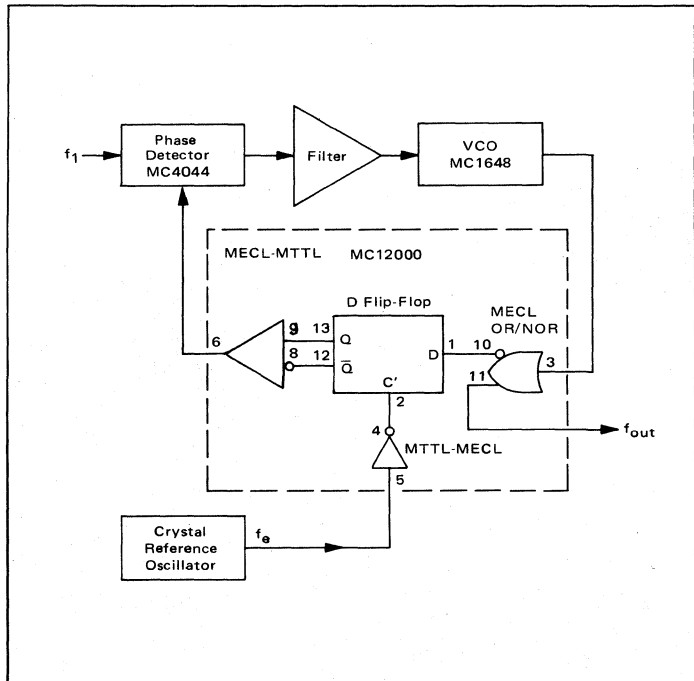 Phase
Detector
MC4044
Filter
VCO
MC1648
f1
MECL-MTTL MC12000
D Flip-Flop
MECL
OR/NOR
6
9 13 Q
8 12 Q̅
D 1 10
11
3
C'
2
4
MTTL-MECL
5
fout
Crystal
Reference
Oscillator
fe